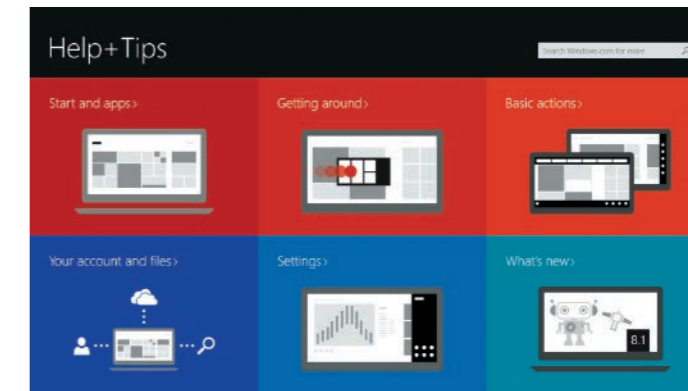 Help+Tips
Search Windows.com for more
Start and apps>
Getting around>
Basic actions>
Your account and files>
Settings>
What's new>
8.1